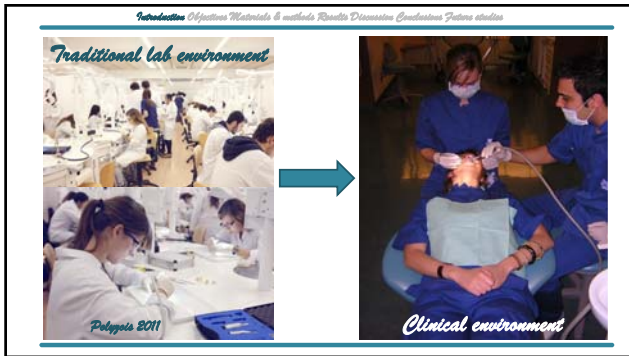 Introduction Objectives Materials & methods Results Discussion Conclusions Future studies
Traditional lab environment
Polyzois 2011
Clinical environment